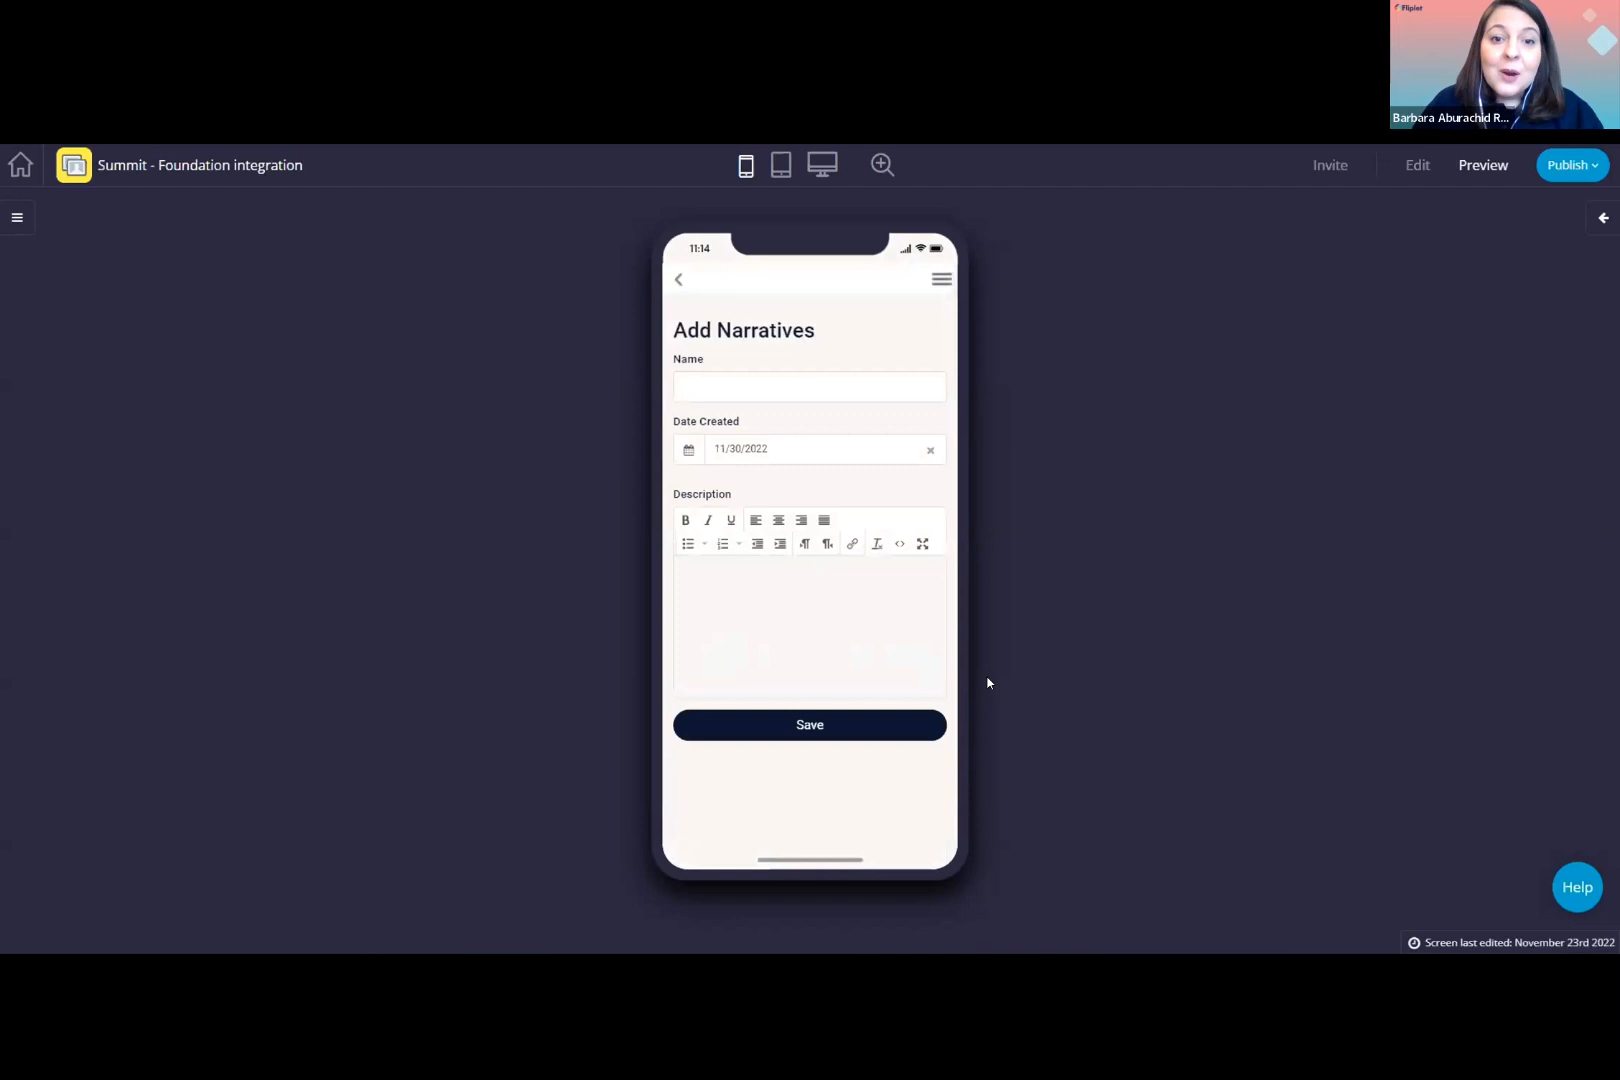 Fliplet
Barbara Aburachid R...
Summit - Foundation integration
Invite
Edit
Preview
Publish
11:14
Add Narratives
Name
Date Created
11/30/2022
Description
Save
Help
Screen last edited: November 23rd 2022